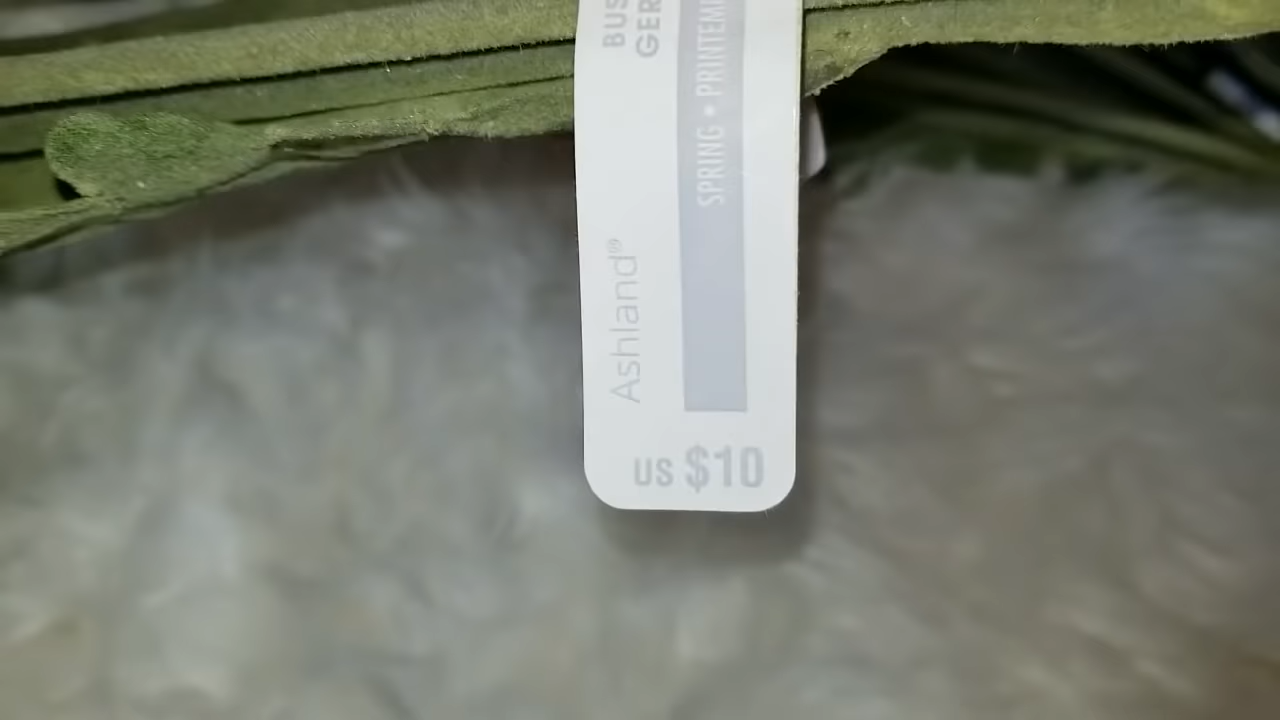 BUS
GER
SPRING • PRINTEM
Ashland®
US $10